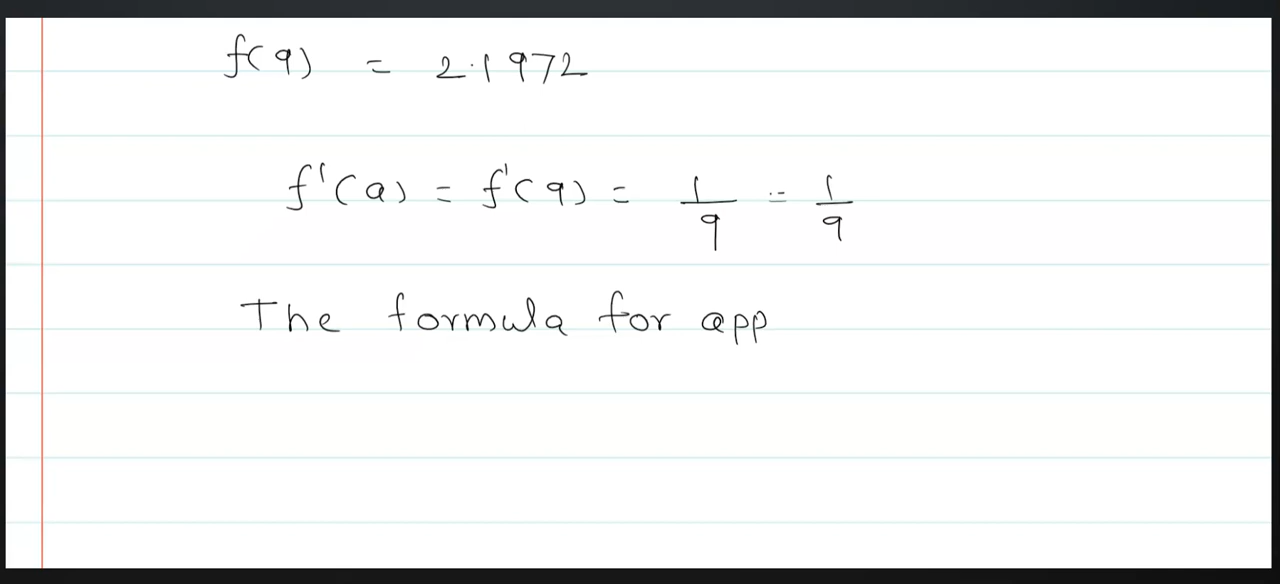 f(9) = 2.1972
f'(a) = f'(9) = 1/9 = 1/9
The formula for app